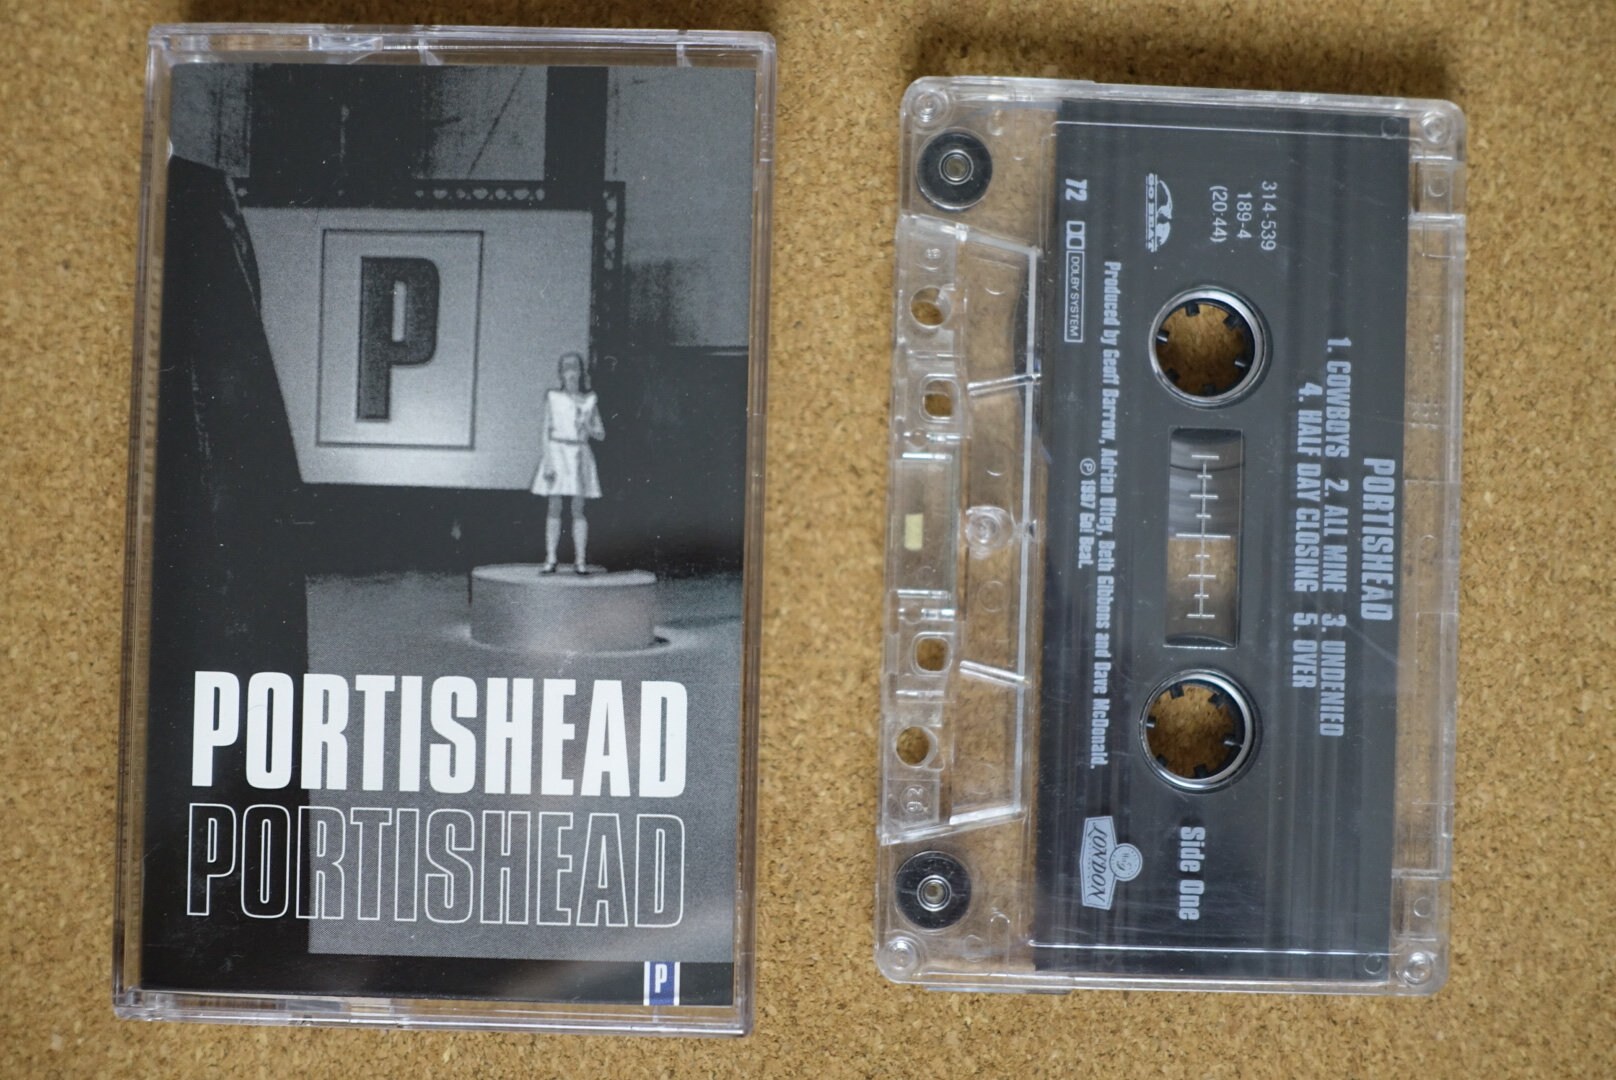 P
PORTISHEAD
PORTISHEAD
P
PORTISHEAD
1. COWBOYS 2. ALL MINE 3. UNDENIED
4. HALF DAY CLOSING 5. OVER
314-539
189-4
(20:44)
GO BEAT
Side One
LONDON
Produced by Geoff Barrow, Adrian Utley, Beth Gibbons and Dave McDonald.
℗ 1997 Go! Beat.
72
DOLBY SYSTEM